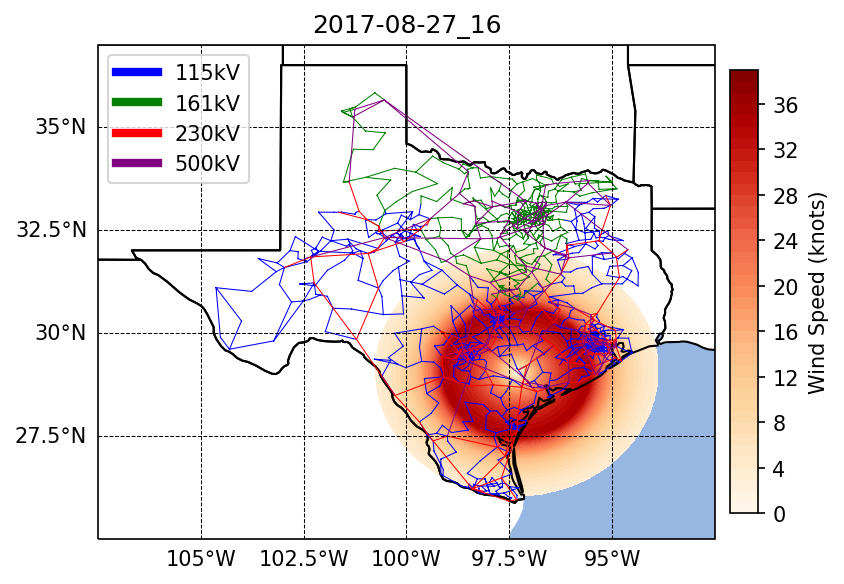 2017-08-27_16
115kV
161kV
230kV
500kV
35°N
32.5°N
30°N
27.5°N
105°W 102.5°W 100°W 97.5°W 95°W
36
32
28
24
20
16
12
8
4
0
Wind Speed (knots)